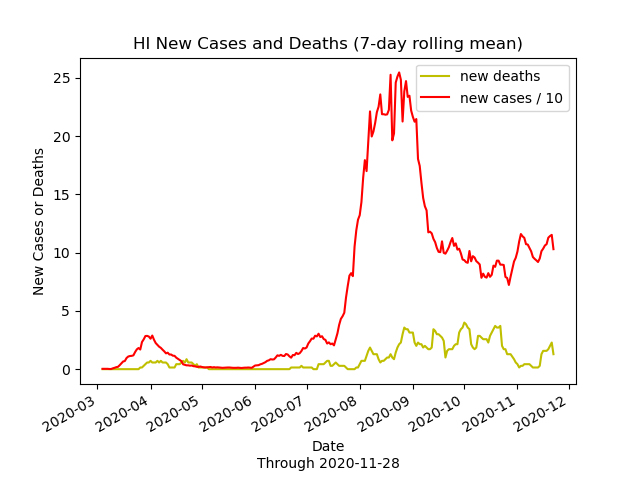 HI New Cases and Deaths (7-day rolling mean)
new deaths
new cases / 10
New Cases or Deaths
25
20
15
10
5
0
2020-03
2020-04
2020-05
2020-06
2020-07
2020-08
2020-09
2020-10
2020-11
2020-12
Date
Through 2020-11-28